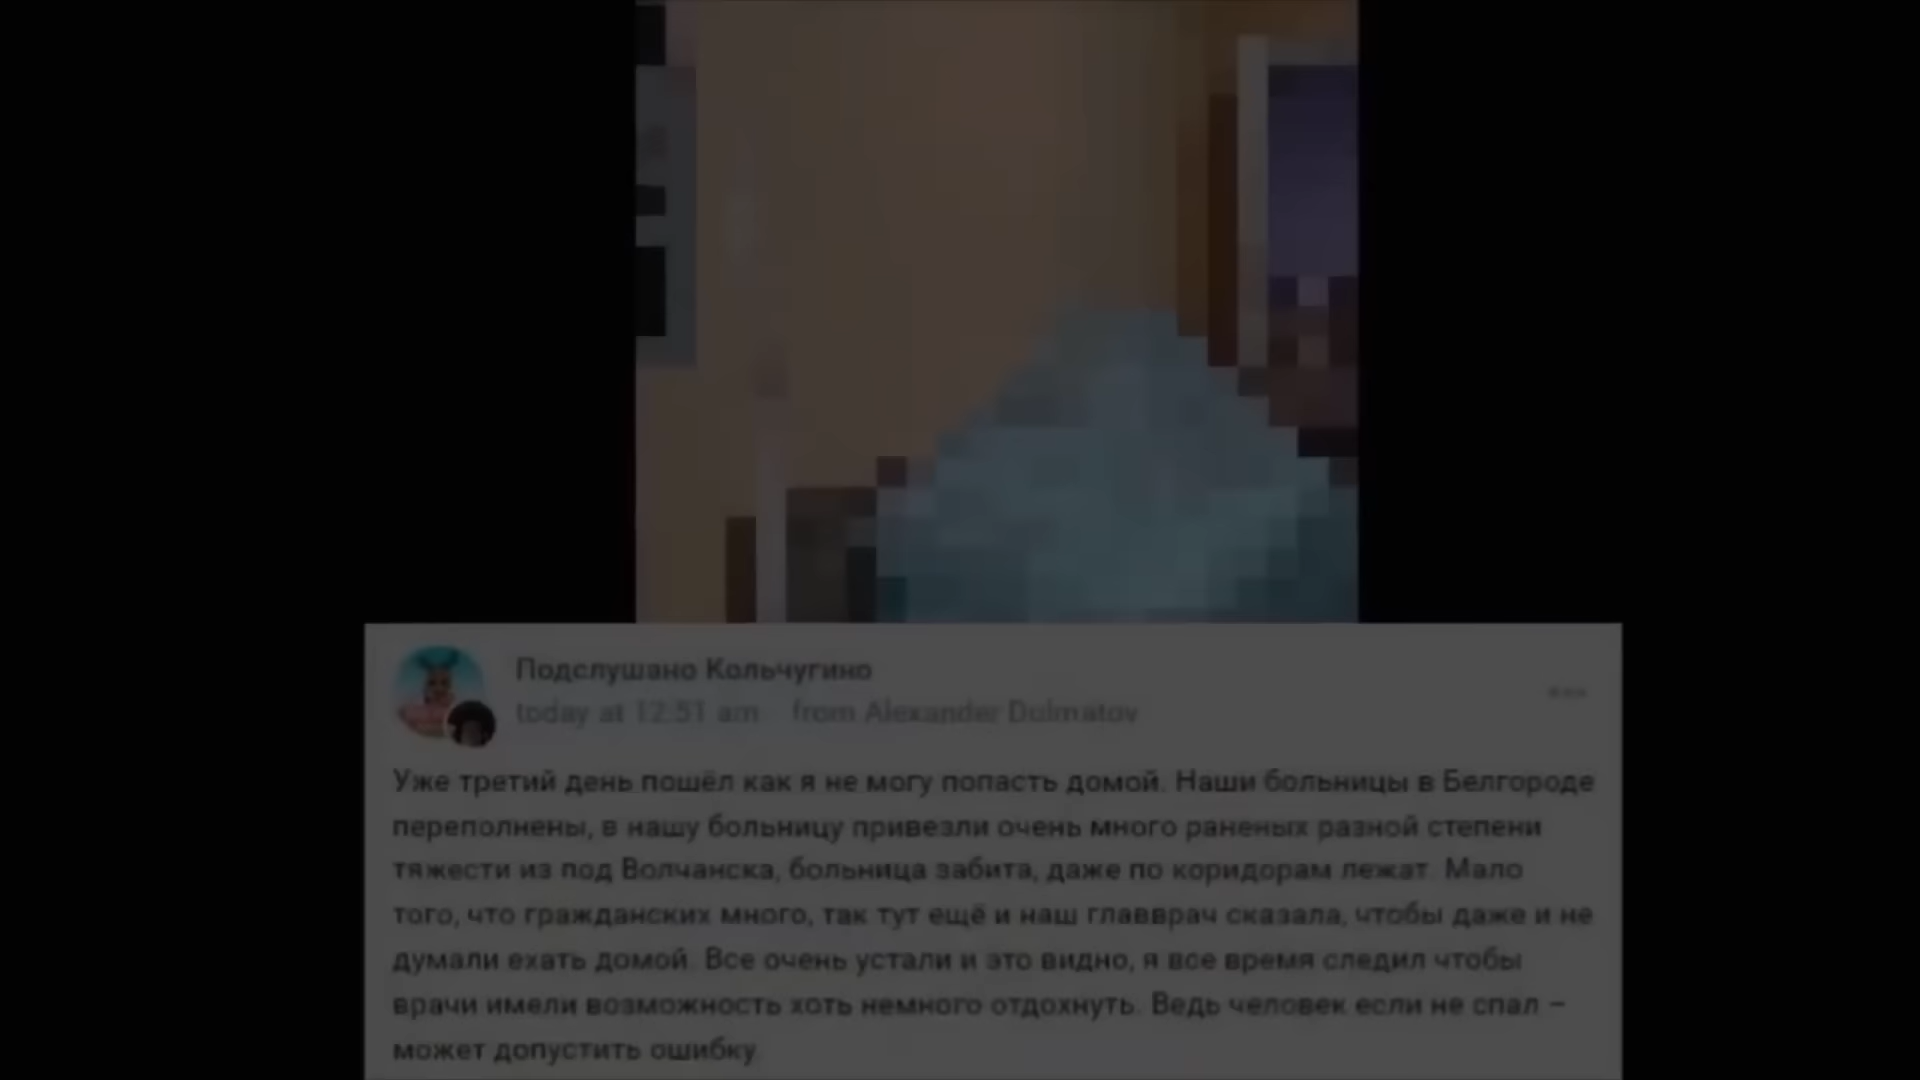 Подслушано Кольчугино
today at 12:51 am from Alexander Dolmatov
Уже третий день пошёл как я не могу попасть домой. Наши больницы в Белгороде
переполнены, в нашу больницу привезли очень много раненых разной степени
тяжести из под Волчанска, больница забита, даже по коридорам лежат. Мало
того, что гражданских много, так тут ещё и наш главврач сказала, чтобы даже и не
думали ехать домой. Все очень устали и это видно, я все время следил чтобы
врачи имели возможность хоть немного отдохнуть. Ведь человек если не спал –
может допустить ошибку.